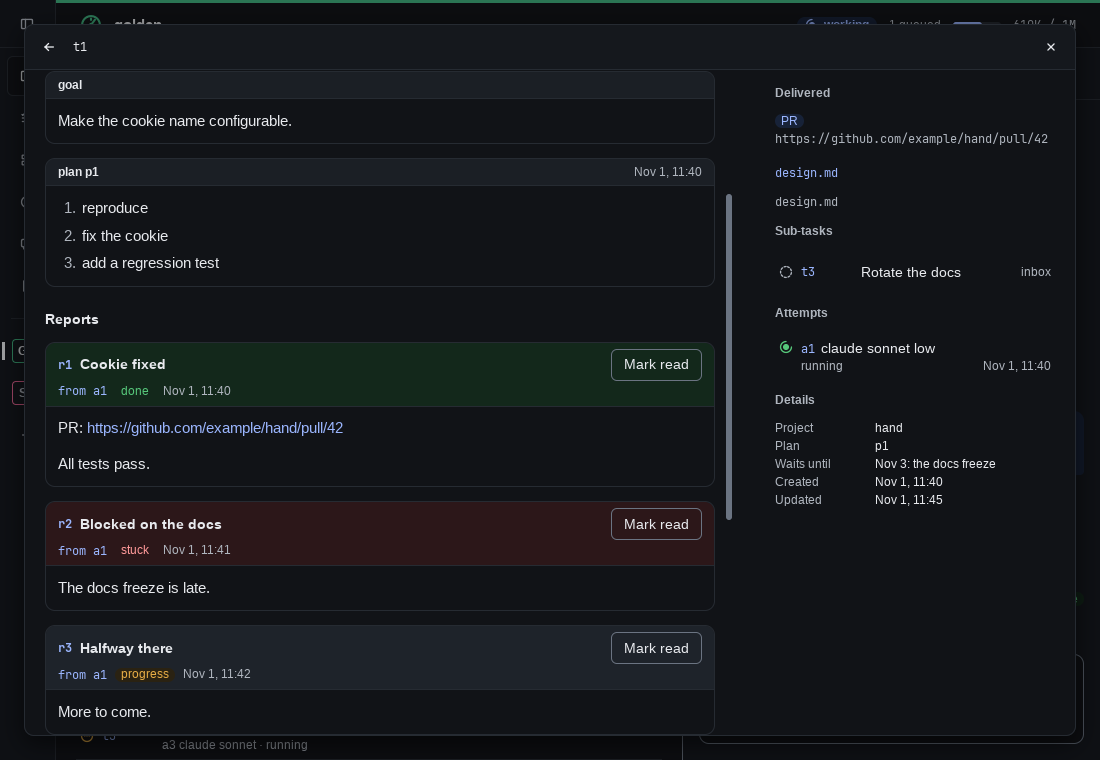 golden
working 1 queued
← t1 ×
goal
Make the cookie name configurable.
plan p1 Nov 1, 11:40
1. reproduce
2. fix the cookie
3. add a regression test
Reports
r1 Cookie fixed Mark read
from a1 done Nov 1, 11:40
PR: https://github.com/example/hand/pull/42
All tests pass.
r2 Blocked on the docs Mark read
from a1 stuck Nov 1, 11:41
The docs freeze is late.
r3 Halfway there Mark read
from a1 progress Nov 1, 11:42
More to come.
Delivered
PR
https://github.com/example/hand/pull/42
design.md
design.md
Sub-tasks
t3 Rotate the docs inbox
Attempts
a1 claude sonnet low
running Nov 1, 11:40
Details
Project hand
Plan p1
Waits until Nov 3: the docs freeze
Created Nov 1, 11:40
Updated Nov 1, 11:45
a3 claude sonnet · running